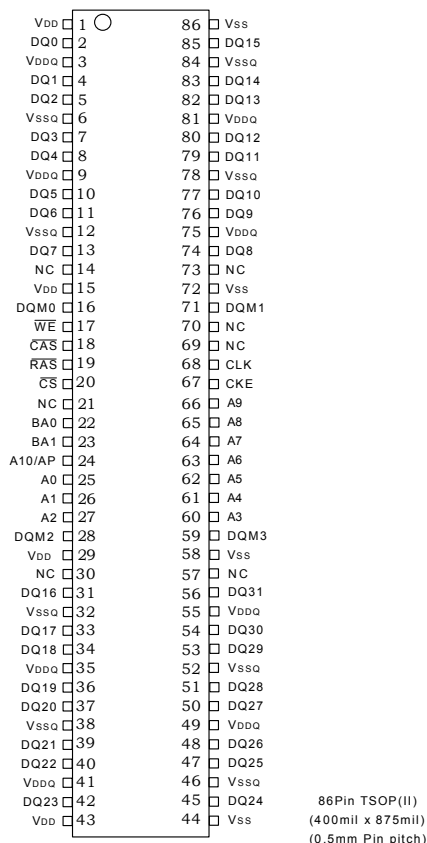 VDD 1 86 VSS
DQ0 2 85 DQ15
VDDQ 3 84 VSSQ
DQ1 4 83 DQ14
DQ2 5 82 DQ13
VSSQ 6 81 VDDQ
DQ3 7 80 DQ12
DQ4 8 79 DQ11
VDDQ 9 78 VSSQ
DQ5 10 77 DQ10
DQ6 11 76 DQ9
VSSQ 12 75 VDDQ
DQ7 13 74 DQ8
NC 14 73 NC
VDD 15 72 VSS
DQM0 16 71 DQM1
WE 17 70 NC
CAS 18 69 NC
RAS 19 68 CLK
CS 20 67 CKE
NC 21 66 A9
BA0 22 65 A8
BA1 23 64 A7
A10/AP 24 63 A6
A0 25 62 A5
A1 26 61 A4
A2 27 60 A3
DQM2 28 59 DQM3
VDD 29 58 VSS
NC 30 57 NC
DQ16 31 56 DQ31
VSSQ 32 55 VDDQ
DQ17 33 54 DQ30
DQ18 34 53 DQ29
VDDQ 35 52 VSSQ
DQ19 36 51 DQ28
DQ20 37 50 DQ27
VSSQ 38 49 VDDQ
DQ21 39 48 DQ26
DQ22 40 47 DQ25
VDDQ 41 46 VSSQ
DQ23 42 45 DQ24
VDD 43 44 VSS
86Pin TSOP(II)
(400mil x 875mil)
(0.5mm Pin pitch)